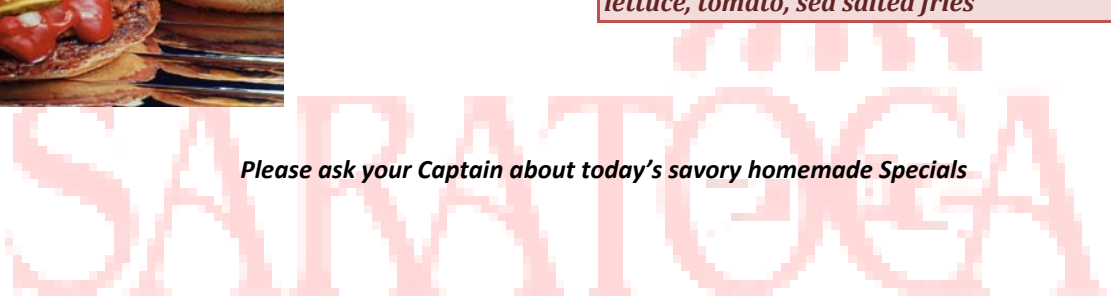 lettuce, tomato, sea salted fries
Please ask your Captain about today's savory homemade Specials
SARATOGA